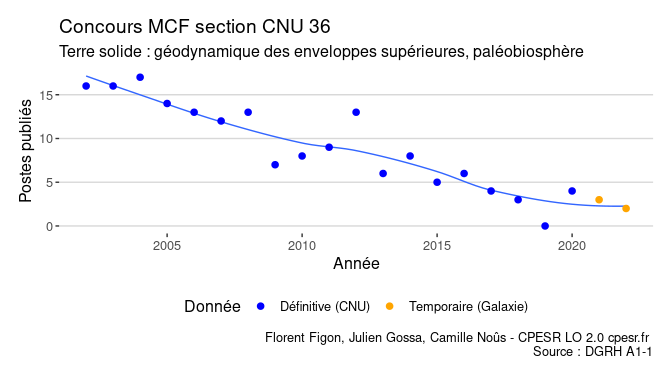 Concours MCF section CNU 36
Terre solide : géodynamique des enveloppes supérieures, paléobiosphère
Postes publiés
15
10
5
0
2005 2010 2015 2020
Année
Donnée Définitive (CNU) Temporaire (Galaxie)
Florent Figon, Julien Gossa, Camille Noûs - CPESR LO 2.0 cpesr.fr
Source : DGRH A1-1